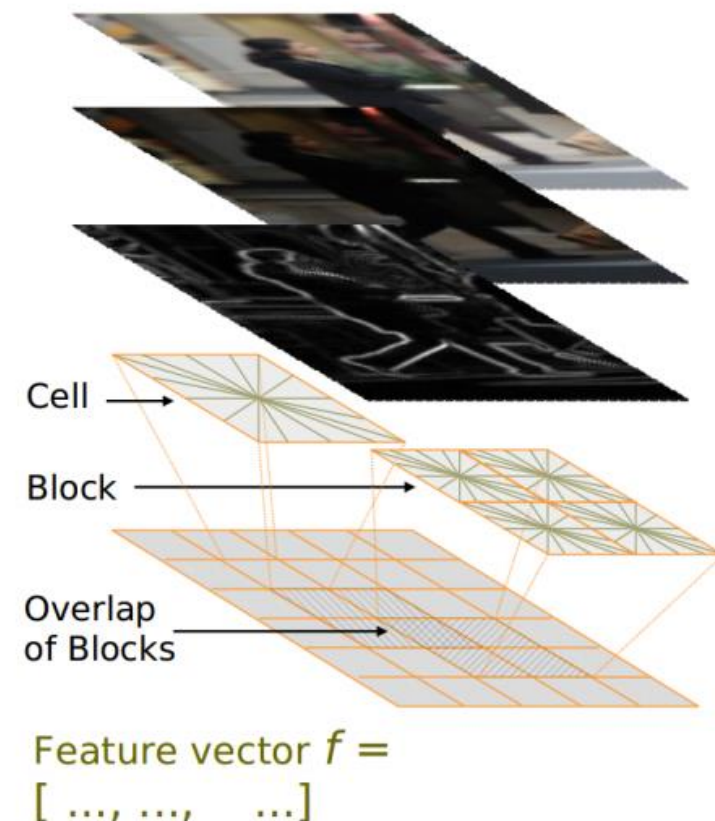 Cell
Block
Overlap
of Blocks
Feature vector f =
[ ..., ..., ...]